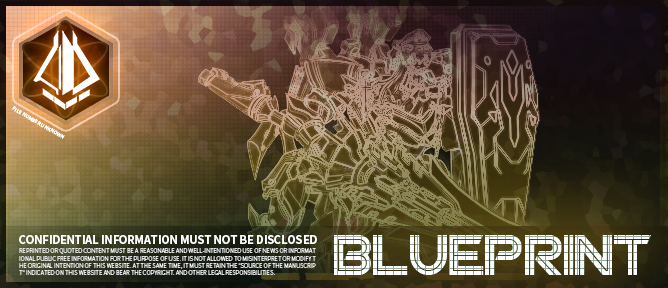 FILE NUMBER:UNKNOWN
CONFIDENTIAL INFORMATION MUST NOT BE DISCLOSED
REPRINTED OR QUOTED CONTENT MUST BE A REASONABLE AND WELL-INTENTIONED USE OF NEWS OR INFORMAT
IONAL PUBLIC FREE INFORMATION FOR THE PURPOSE OF USE. IT IS NOT ALLOWED TO MISINTERPRET OR MODIFY T
HE ORIGINAL INTENTION OF THIS WEBSITE. AT THE SAME TIME, IT MUST RETAIN THE "SOURCE OF THE MANUSCRIP
T" INDICATED ON THIS WEBSITE AND BEAR THE COPYRIGHT. AND OTHER LEGAL RESPONSIBILITIES.
BLUEPRINT